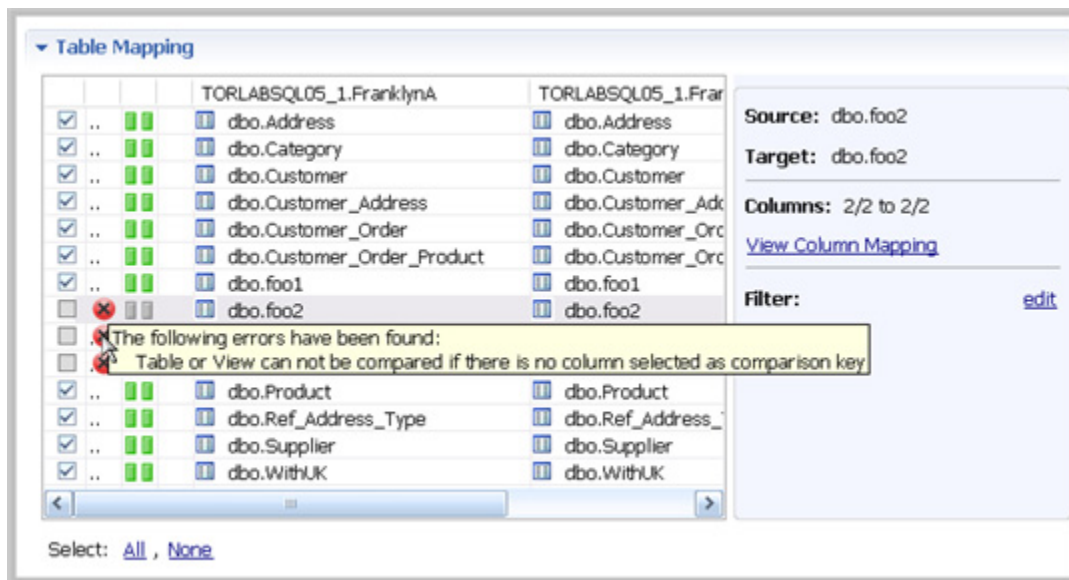 Table Mapping
TORLABSQL05_1.FranklynA TORLABSQL05_1.Frar
.. dbo.Address dbo.Address
.. dbo.Category dbo.Category
.. dbo.Customer dbo.Customer
.. dbo.Customer_Address dbo.Customer_Adc
.. dbo.Customer_Order dbo.Customer_Orc
.. dbo.Customer_Order_Product dbo.Customer_Orc
.. dbo.foo1 dbo.foo1
dbo.foo2 dbo.foo2
The following errors have been found:
Table or View can not be compared if there is no column selected as comparison key
.. dbo.Product dbo.Product
.. dbo.Ref_Address_Type dbo.Ref_Address_
.. dbo.Supplier dbo.Supplier
.. dbo.WithUK dbo.WithUK
Select: All , None
Source: dbo.foo2
Target: dbo.foo2
Columns: 2/2 to 2/2
View Column Mapping
Filter: edit